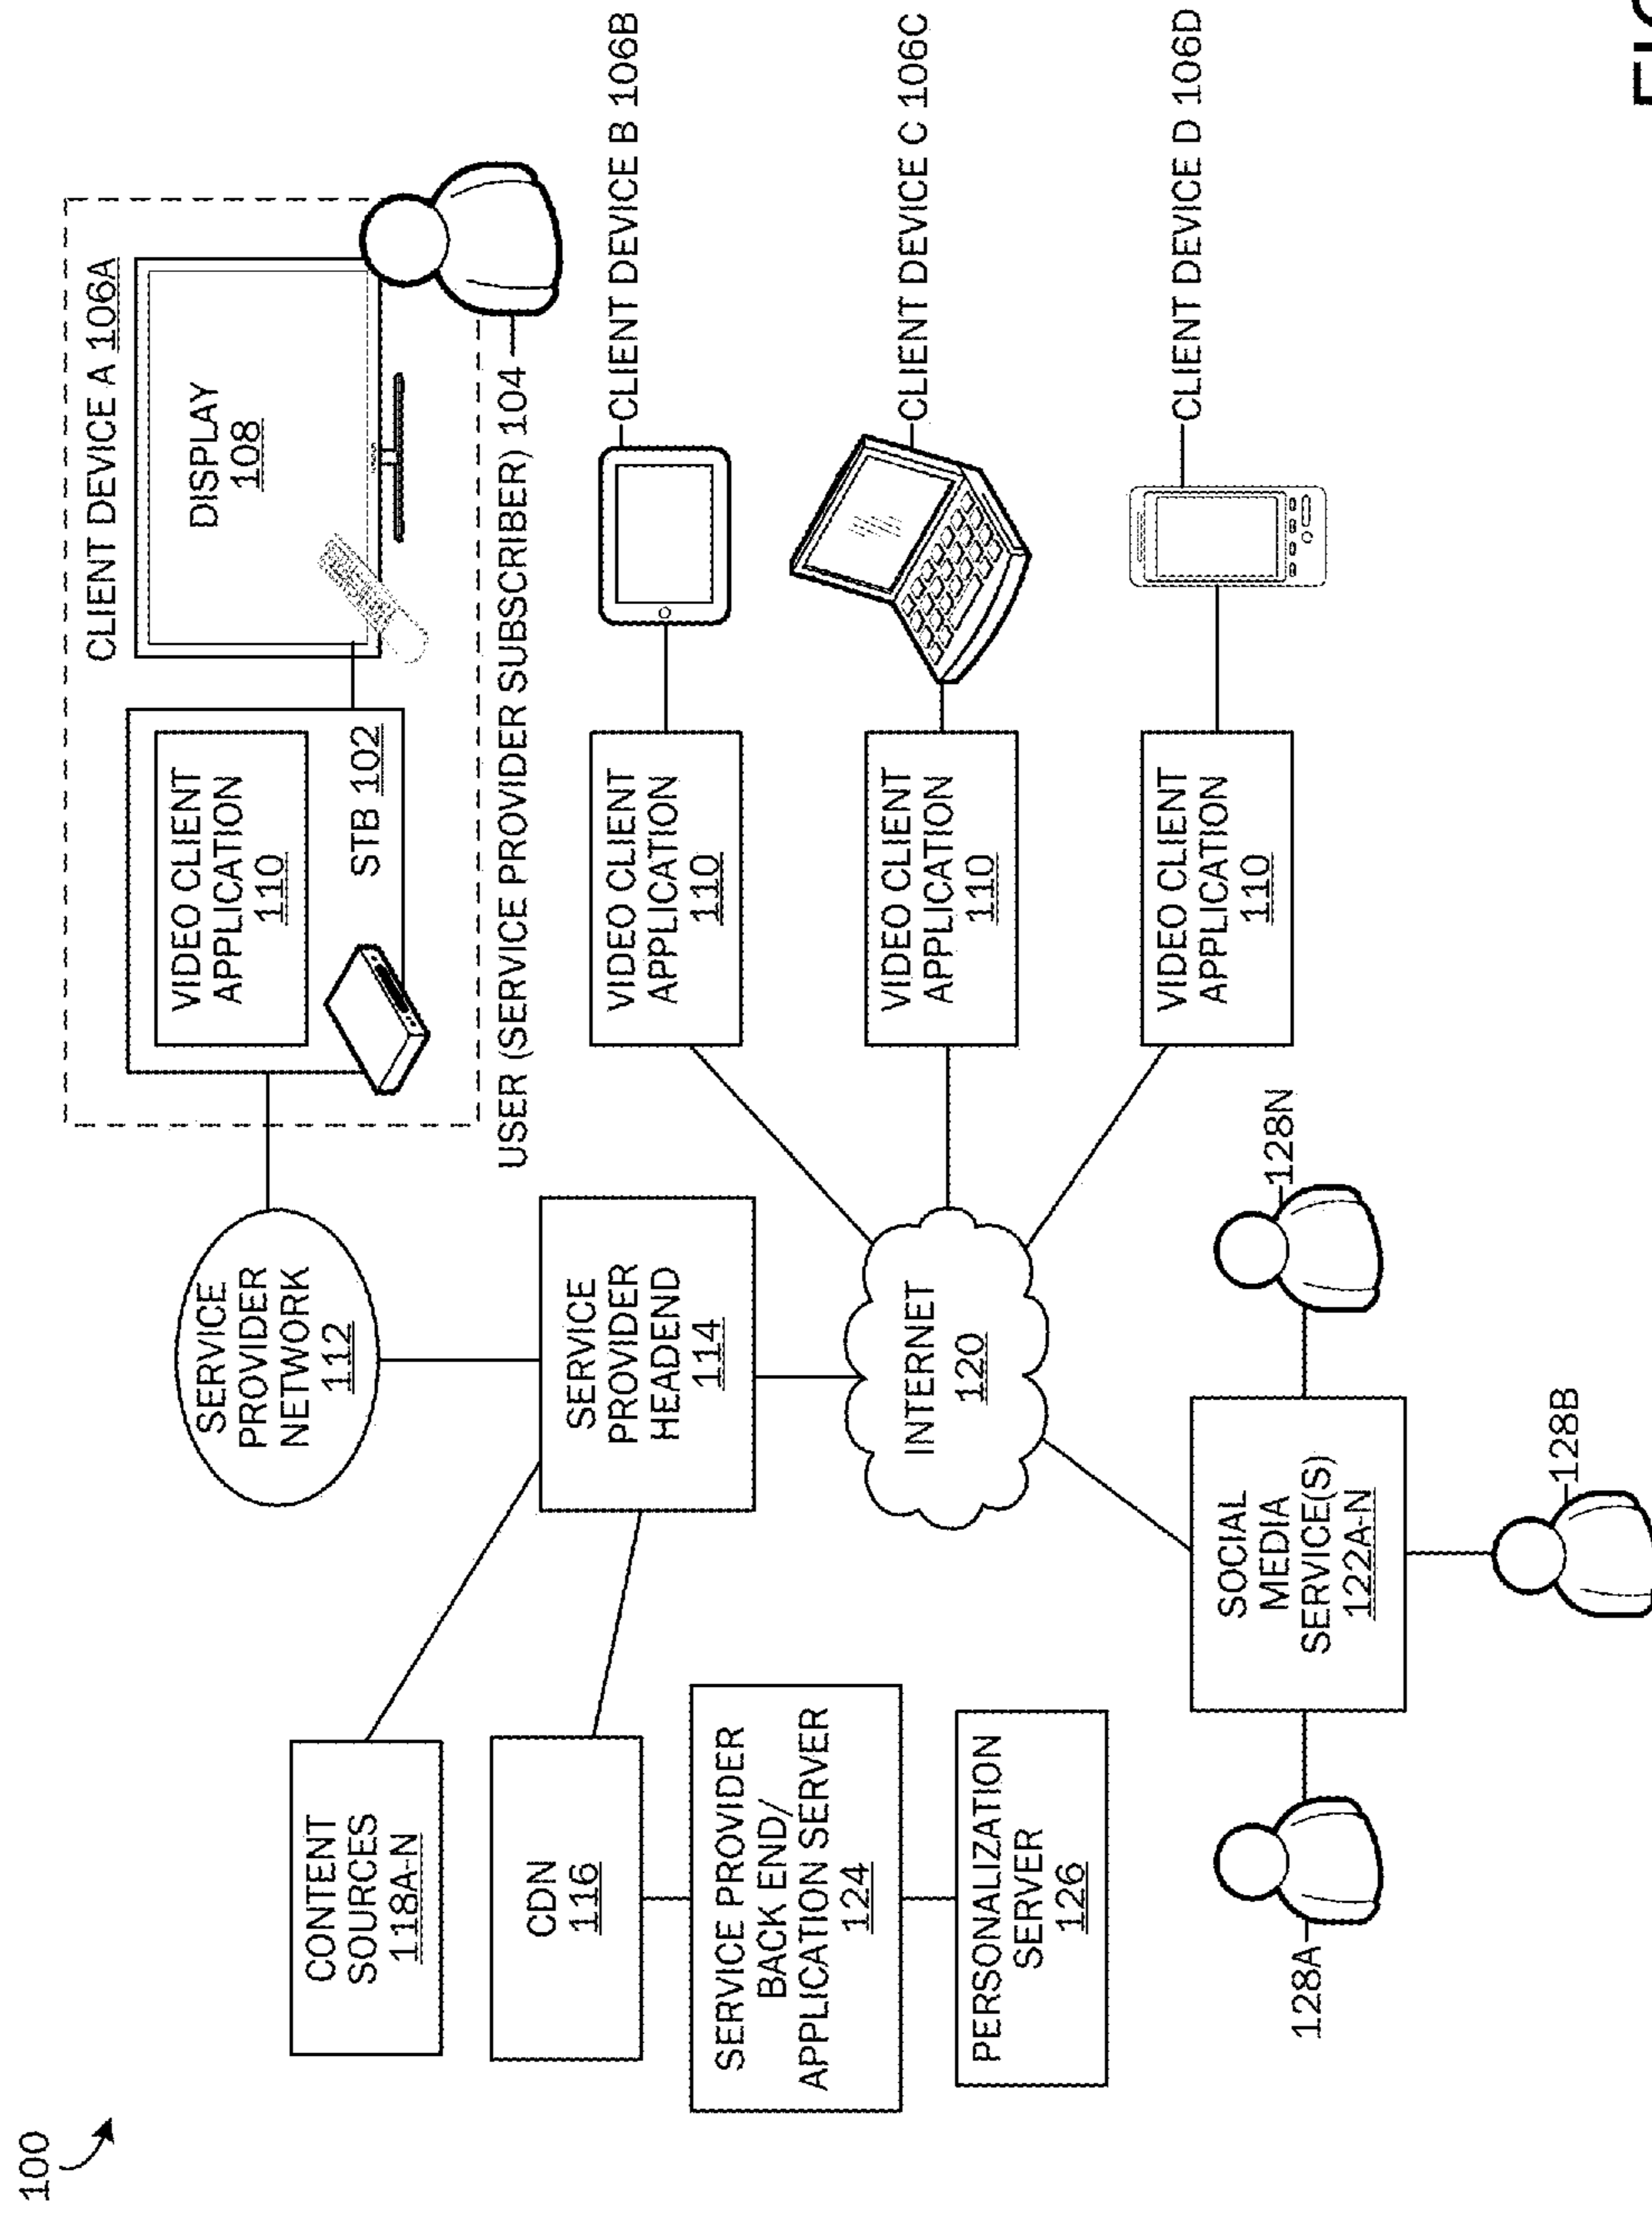 100
CONTENT
SOURCES
118A-N
CDN
116
SERVICE PROVIDER
BACK END/
APPLICATION SERVER
124
PERSONALIZATION
SERVER
126
SERVICE
PROVIDER
NETWORK
112
SERVICE
PROVIDER
HEADEND
114
INTERNET
120
SOCIAL
MEDIA
SERVICE(S)
122A-N
128A
128B
128N
CLIENT DEVICE A 106A
VIDEO CLIENT
APPLICATION
110
STB 102
DISPLAY
108
USER (SERVICE PROVIDER SUBSCRIBER) 104
VIDEO CLIENT
APPLICATION
110
CLIENT DEVICE B 106B
VIDEO CLIENT
APPLICATION
110
CLIENT DEVICE C 106C
VIDEO CLIENT
APPLICATION
110
CLIENT DEVICE D 106D